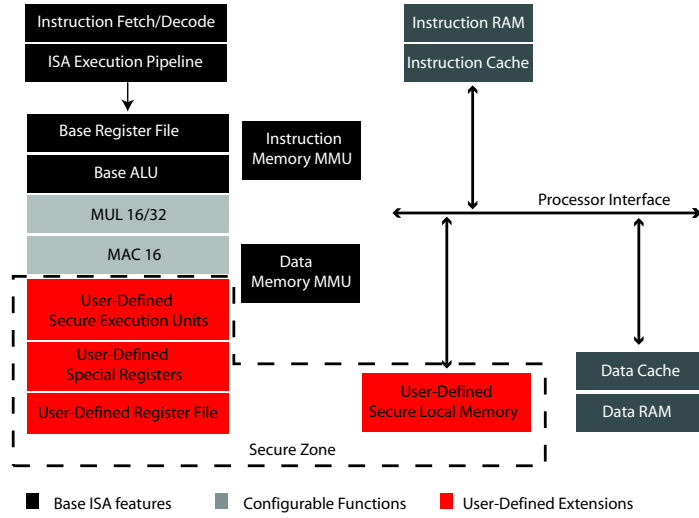 Instruction Fetch/Decode
ISA Execution Pipeline
Base Register File
Base ALU
MUL 16/32
MAC 16
User-Defined
Secure Execution Units
User-Defined
Special Registers
User-Defined Register File
Instruction
Memory MMU
Data
Memory MMU
Instruction RAM
Instruction Cache
Processor Interface
User-Defined
Secure Local Memory
Data Cache
Data RAM
Secure Zone
Base ISA features
Configurable Functions
User-Defined Extensions